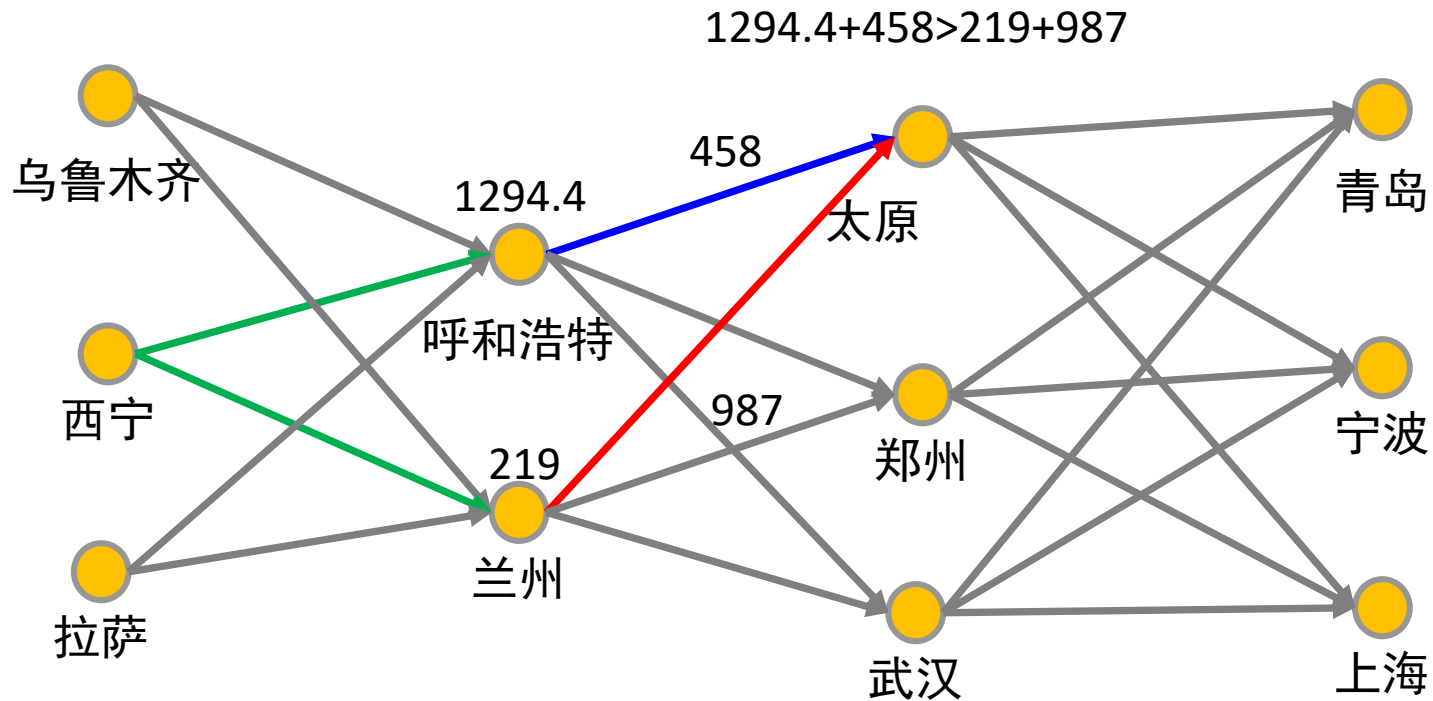 1294.4+458>219+987
乌鲁木齐
西宁
拉萨
1294.4
呼和浩特
219
兰州
458
987
太原
郑州
武汉
青岛
宁波
上海